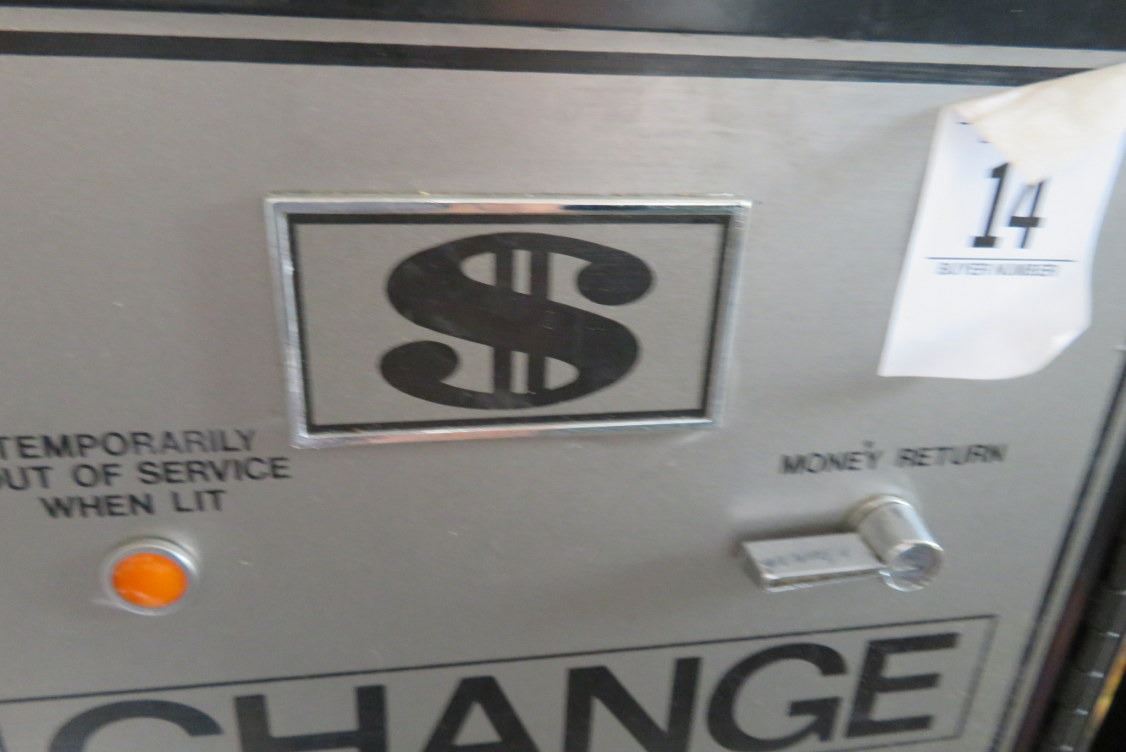 $
14
BUYER NUMBER
TEMPORARILY
OUT OF SERVICE
WHEN LIT
MONEY RETURN
CHANGE